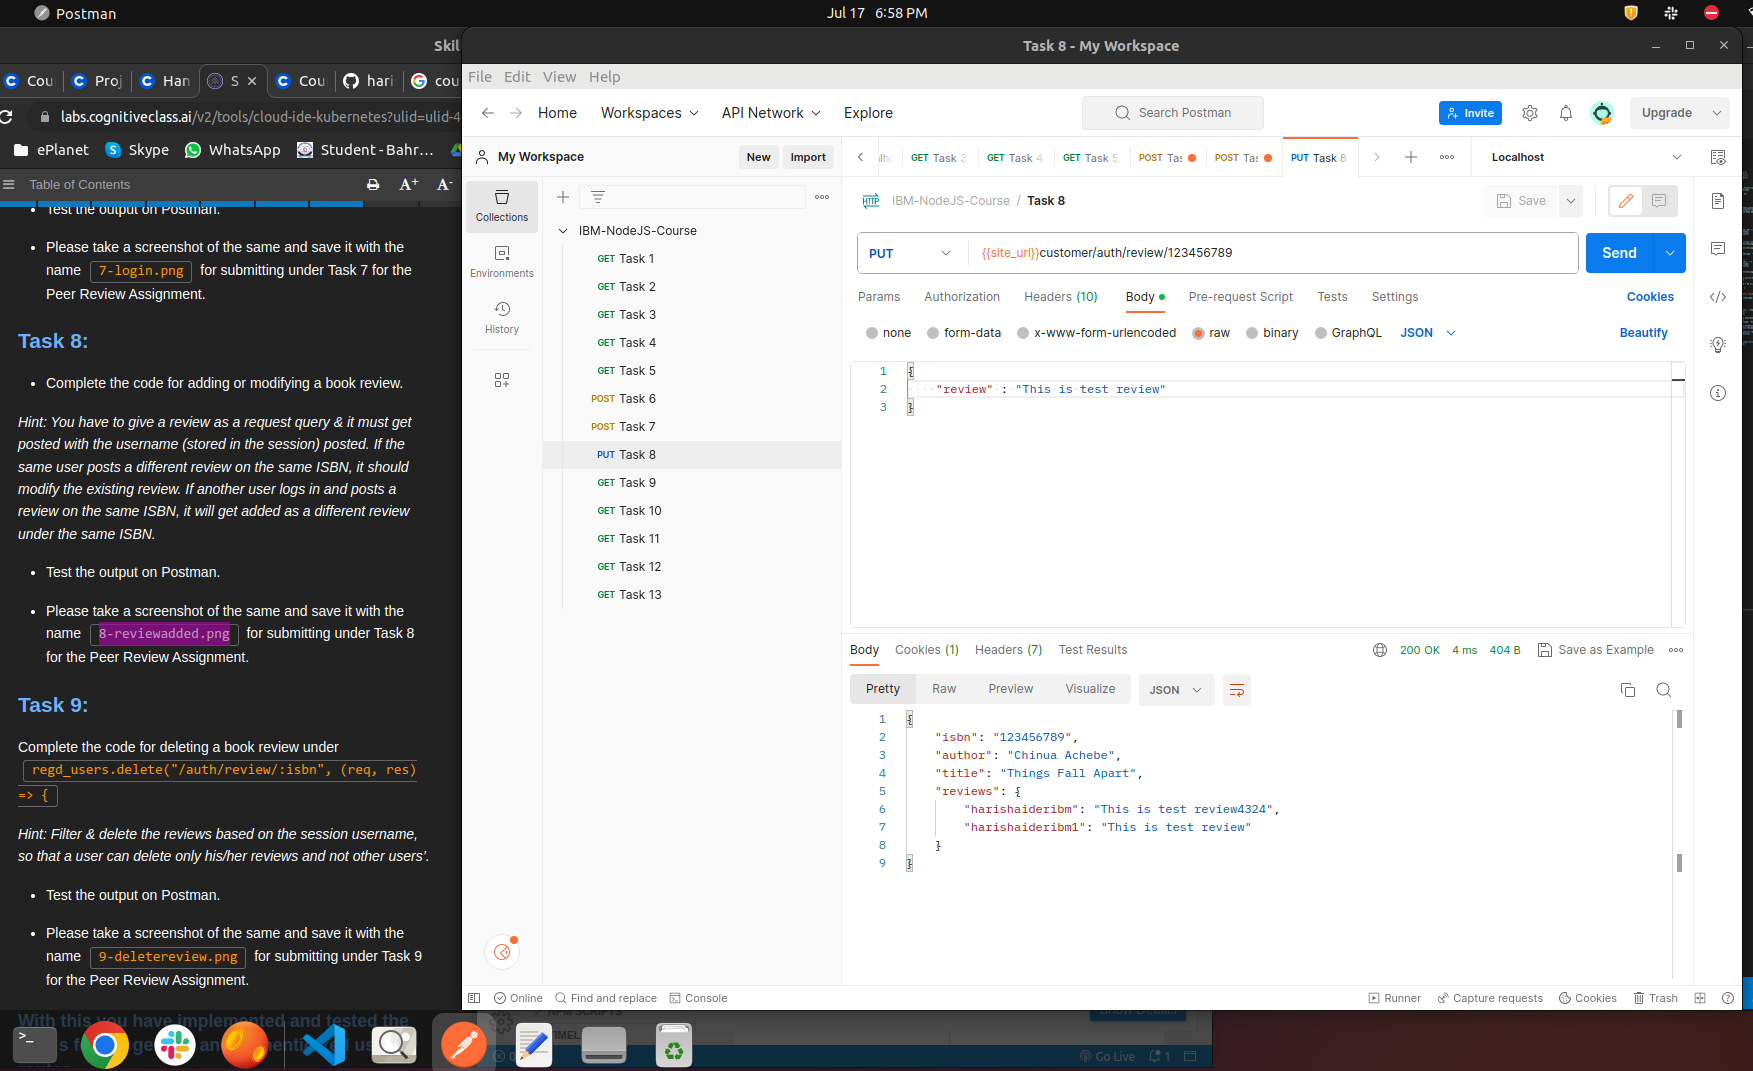 Postman
Jul 17 6:58 PM
Skil
Task 8 - My Workspace
Cou
Proj
Han
S
Cou
hari
cou
labs.cognitiveclass.ai/v2/tools/cloud-ide-kubernetes?ulid=ulid-4
ePlanet
Skype
WhatsApp
Student - Bahr...
Table of Contents
A+
A-
Test the output on Postman.
Please take a screenshot of the same and save it with the
name 7-login.png for submitting under Task 7 for the
Peer Review Assignment.
Task 8:
Complete the code for adding or modifying a book review.
Hint: You have to give a review as a request query & it must get
posted with the username (stored in the session) posted. If the
same user posts a different review on the same ISBN, it should
modify the existing review. If another user logs in and posts a
review on the same ISBN, it will get added as a different review
under the same ISBN.
Test the output on Postman.
Please take a screenshot of the same and save it with the
name 8-reviewadded.png for submitting under Task 8
for the Peer Review Assignment.
Task 9:
Complete the code for deleting a book review under
regd_users.delete("/auth/review/:isbn", (req, res)
=> {
Hint: Filter & delete the reviews based on the session username,
so that a user can delete only his/her reviews and not other users'.
Test the output on Postman.
Please take a screenshot of the same and save it with the
name 9-deletereview.png for submitting under Task 9
for the Peer Review Assignment.
With this you have implemented and tested the
File Edit View Help
Home Workspaces API Network Explore
Search Postman
Invite
Upgrade
My Workspace
New
Import
GET Task 3
GET Task 4
GET Task 5
POST Tas
POST Tas
PUT Task 8
Localhost
Collections
Environments
History
IBM-NodeJS-Course
GET Task 1
GET Task 2
GET Task 3
GET Task 4
GET Task 5
POST Task 6
POST Task 7
PUT Task 8
GET Task 9
GET Task 10
GET Task 11
GET Task 12
GET Task 13
HTTP
IBM-NodeJS-Course / Task 8
Save
PUT
{{site_url}}customer/auth/review/123456789
Send
Params
Authorization
Headers (10)
Body
Pre-request Script
Tests
Settings
Cookies
none
form-data
x-www-form-urlencoded
raw
binary
GraphQL
JSON
Beautify
1 {
2 "review" : "This is test review"
3 }
Body
Cookies (1)
Headers (7)
Test Results
200 OK
4 ms
404 B
Save as Example
Pretty
Raw
Preview
Visualize
JSON
1 {
2 "isbn": "123456789",
3 "author": "Chinua Achebe",
4 "title": "Things Fall Apart",
5 "reviews": {
6 "harishaideribm": "This is test review4324",
7 "harishaideribm1": "This is test review"
8 }
9 }
Online
Find and replace
Console
Runner
Capture requests
Cookies
Trash
NPM SCRIPTS
Show Details
Go Live
1